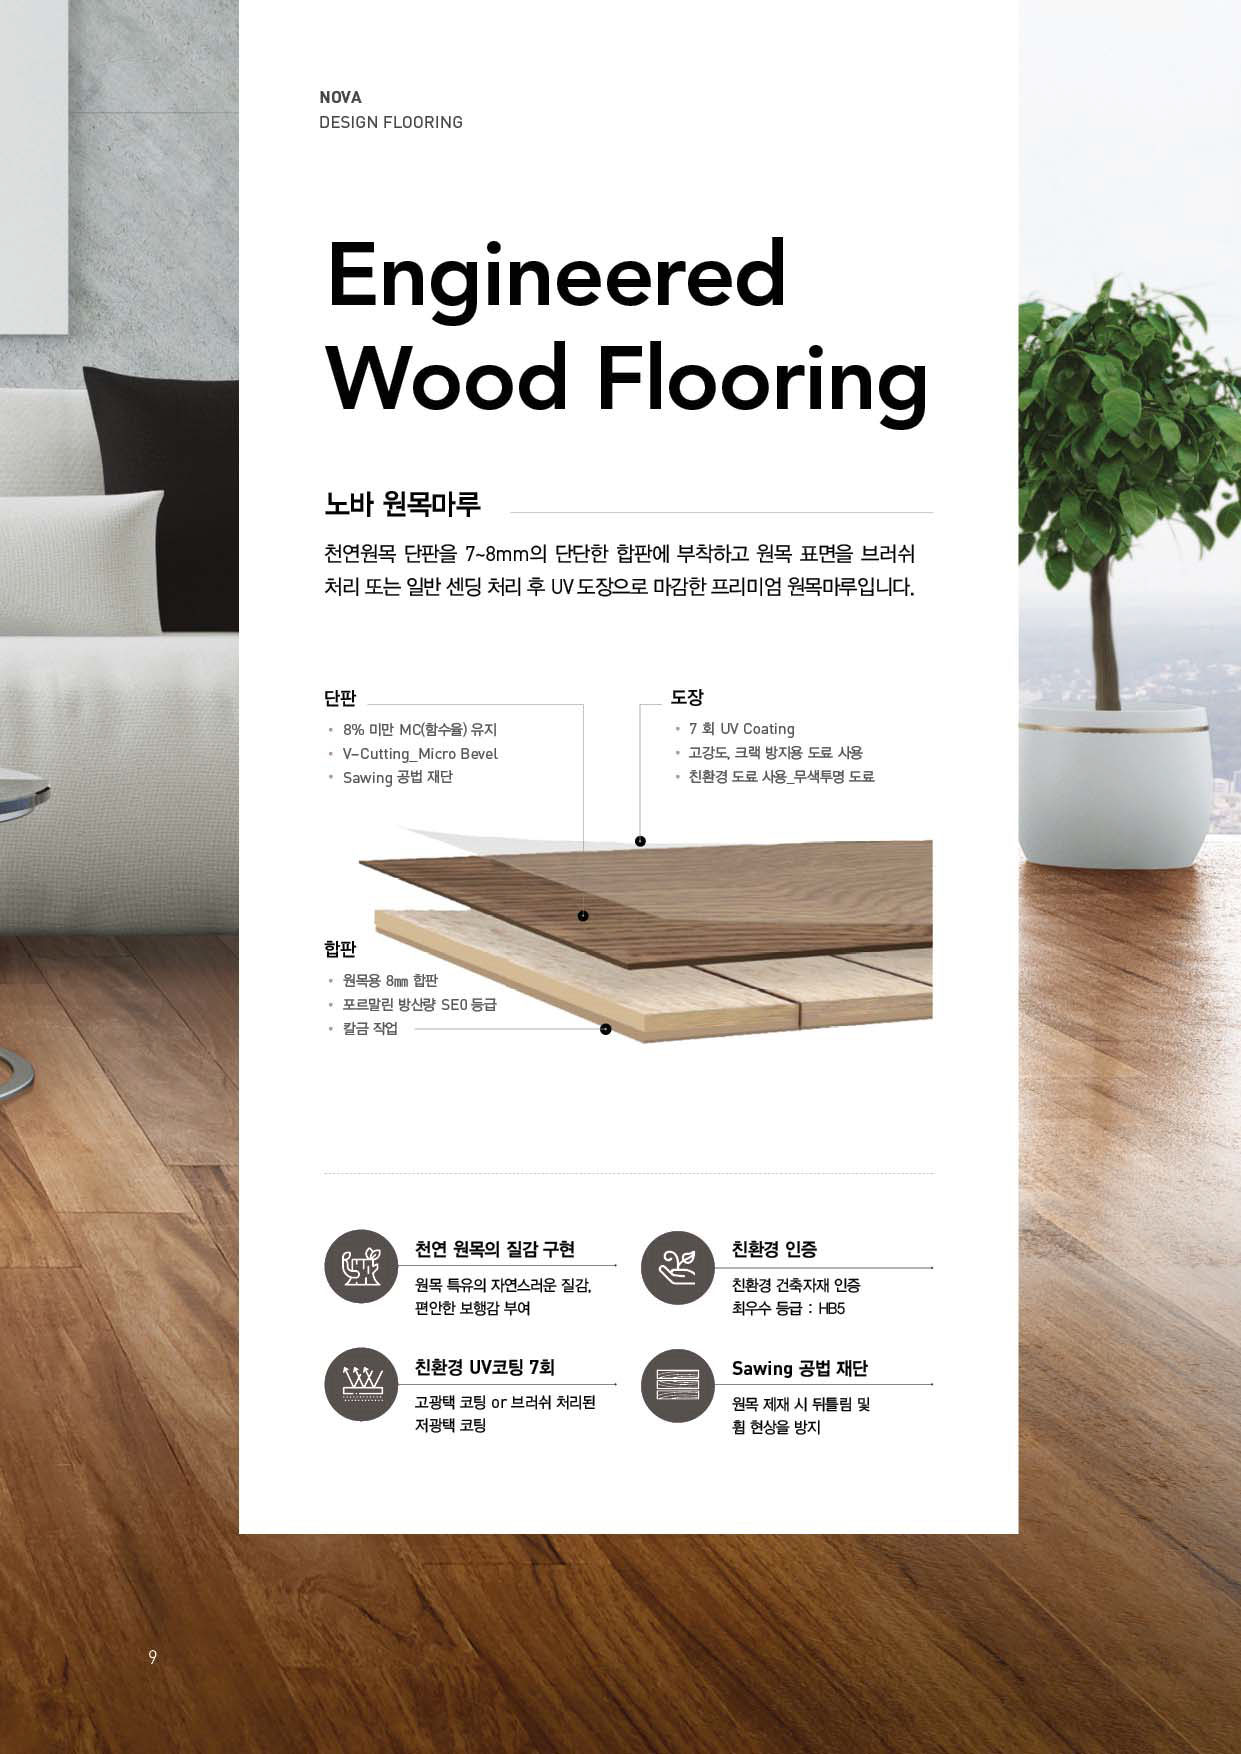 NOVA
DESIGN FLOORING
Engineered
Wood Flooring
노바 원목마루
천연원목 단판을 7~8mm의 단단한 합판에 부착하고 원목 표면을 브러쉬
처리 또는 일반 센딩 처리 후 UV 도장으로 마감한 프리미엄 원목마루입니다.
단판
• 8% 미만 MC(함수율) 유지
• V-Cutting_Micro Bevel
• Sawing 공법 재단
도장
• 7 회 UV Coating
• 고강도, 크랙 방지용 도료 사용
• 친환경 도료 사용_무색투명 도료
합판
• 원목용 8㎜ 합판
• 포르말린 방산량 SE0 등급
• 칼금 작업
천연 원목의 질감 구현
원목 특유의 자연스러운 질감,
편안한 보행감 부여
친환경 인증
친환경 건축자재 인증
최우수 등급 : HB5
친환경 UV코팅 7회
고광택 코팅 or 브러쉬 처리된
저광택 코팅
Sawing 공법 재단
원목 제재 시 뒤틀림 및
휨 현상을 방지
9